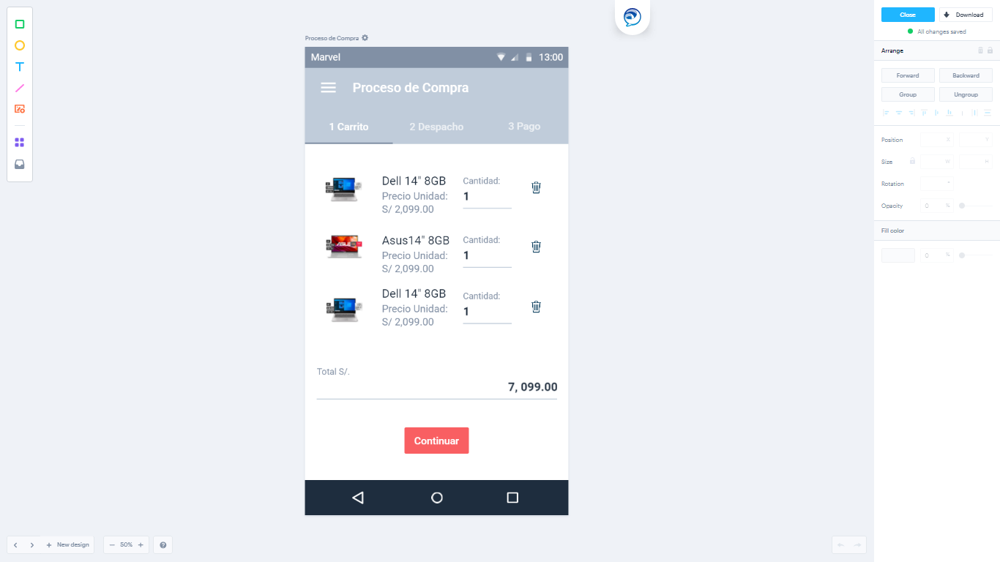 Close
Download
All changes saved
Proceso de Compra
Arrange
Marvel
13:00
Forward
Backward
Proceso de Compra
Group
Ungroup
1 Carrito
2 Despacho
3 Pago
Position
X
Y
Size
W
H
Rotation
°
Opacity
0
%
Fill color
0
%
Dell 14" 8GB
Precio Unidad:
S/ 2,099.00
Cantidad:
1
Asus14" 8GB
Precio Unidad:
S/ 2,099.00
Cantidad:
1
Dell 14" 8GB
Precio Unidad:
S/ 2,099.00
Cantidad:
1
Total S/.
7, 099.00
Continuar
New design
50%